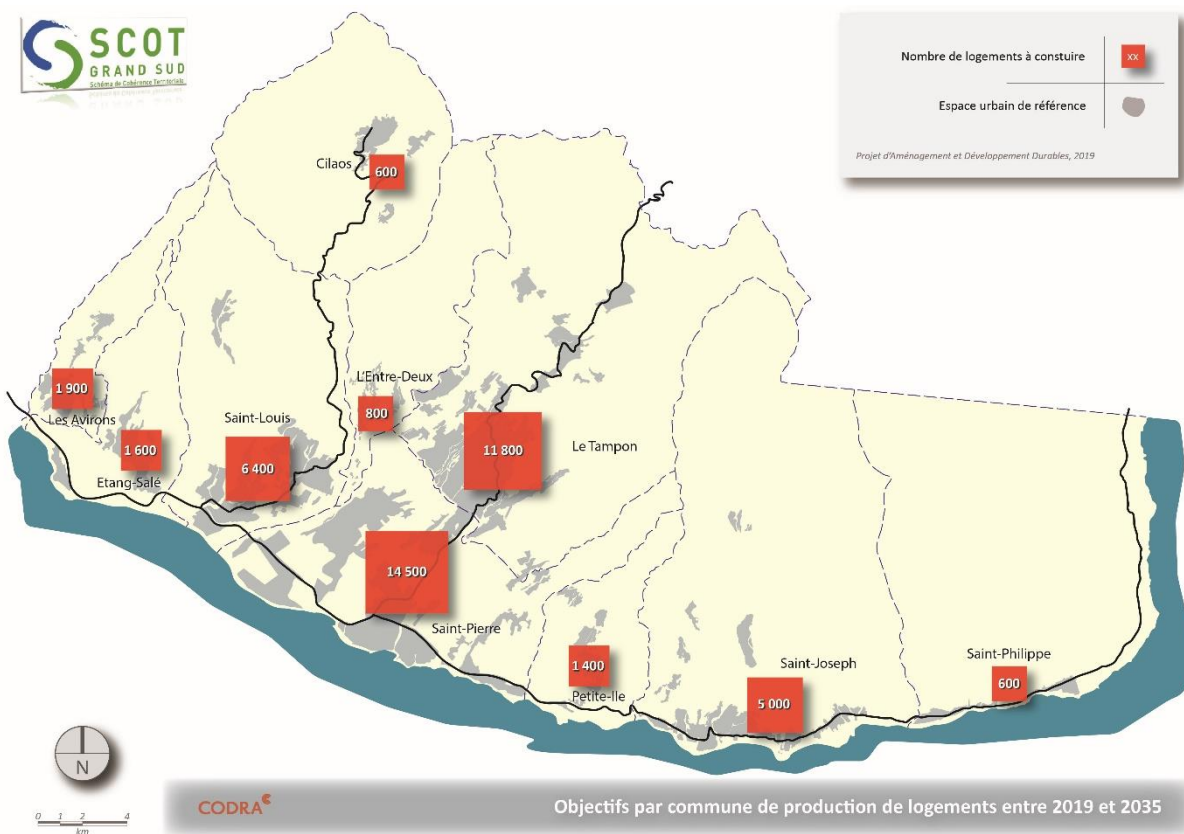 SCOT
GRAND SUD
Schéma de Cohérence Territoriale
Nombre de logements à constuire
xx
Espace urbain de référence
Projet d'Aménagement et Développement Durables, 2019
Cilaos
600
1 900
Les Avirons
1 600
Etang-Salé
Saint-Louis
6 400
L'Entre-Deux
800
11 800
Le Tampon
14 500
Saint-Pierre
1 400
Petite-Ile
Saint-Joseph
5 000
Saint-Philippe
600
N
0 1 2 4
km
CODRA
Objectifs par commune de production de logements entre 2019 et 2035